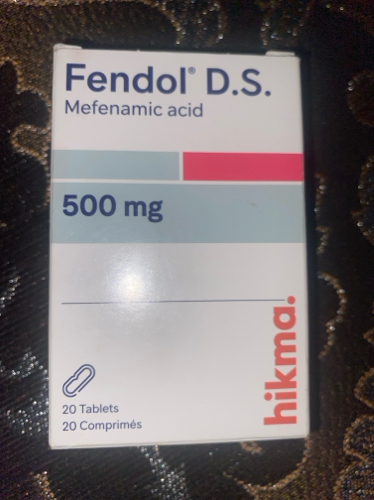 Fendol® D.S.
Mefenamic acid
500 mg
hikma.
20 Tablets
20 Comprimés